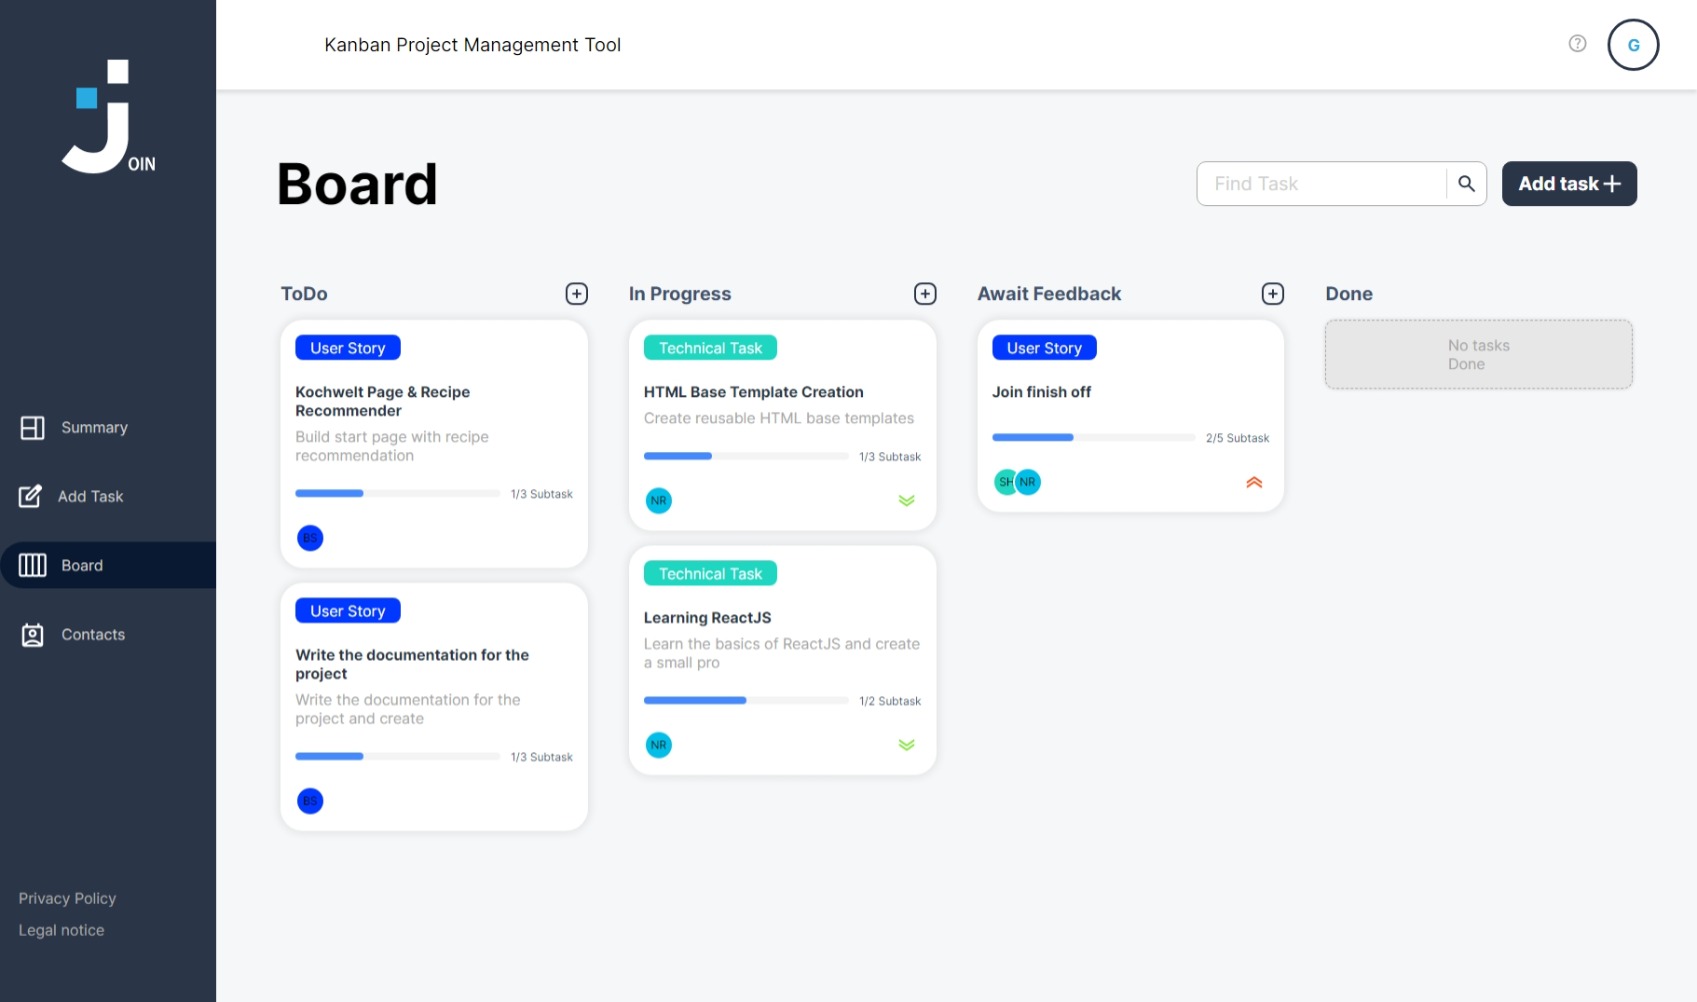 OIN
Kanban Project Management Tool
G
Board
Find Task
Add task
Summary
Add Task
Board
Contacts
Privacy Policy
Legal notice
ToDo
User Story
Kochwelt Page & Recipe
Recommender
Build start page with recipe
recommendation
1/3 Subtask
BS
User Story
Write the documentation for the
project
Write the documentation for the
project and create
1/3 Subtask
BS
In Progress
Technical Task
HTML Base Template Creation
Create reusable HTML base templates
1/3 Subtask
NR
Technical Task
Learning ReactJS
Learn the basics of ReactJS and create
a small pro
1/2 Subtask
NR
Await Feedback
User Story
Join finish off
2/5 Subtask
SH NR
Done
No tasks
Done